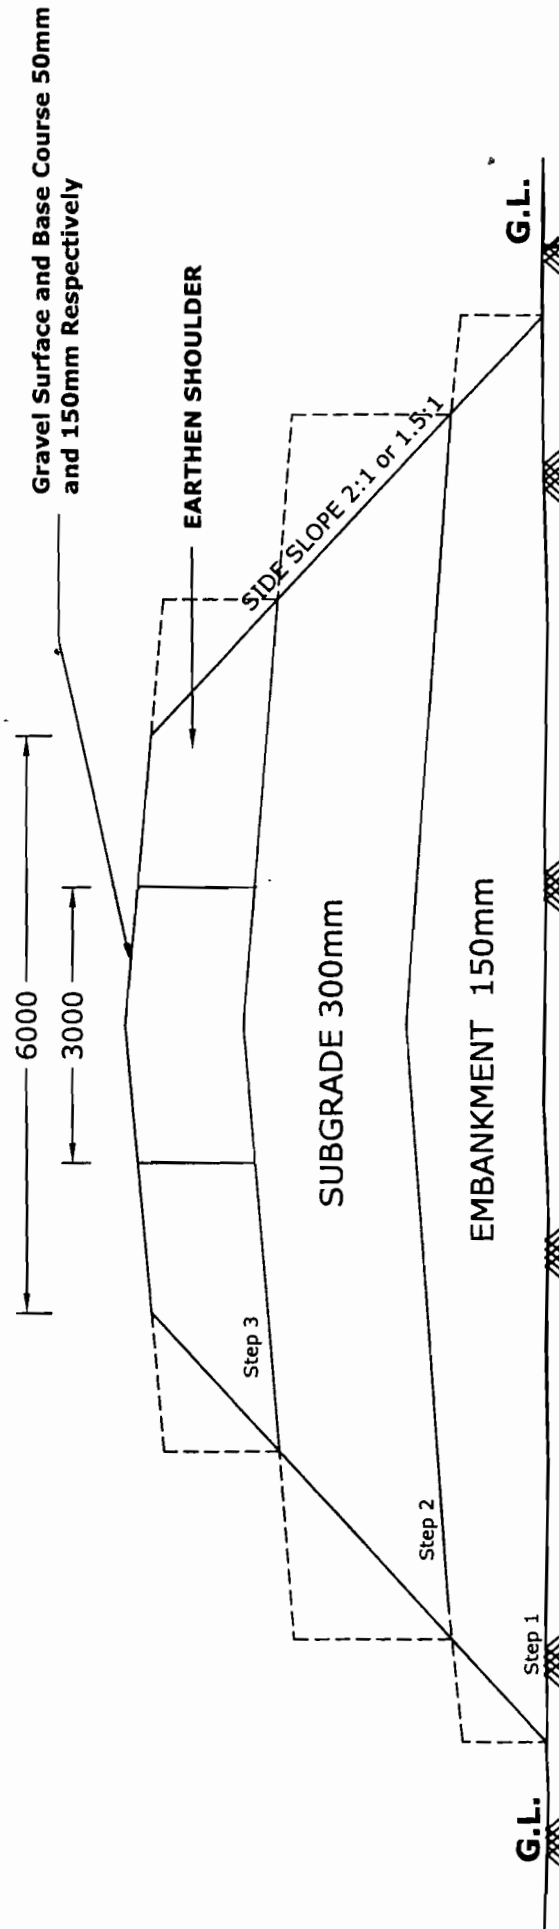 Gravel Surface and Base Course 50mm
and 150mm Respectively
6000
3000
EARTHEN SHOULDER
SIDE SLOPE 2:1 or 1.5:1
Step 3
SUBGRADE 300mm
Step 2
EMBANKMENT 150mm
Step 1
G.L.
G.L.